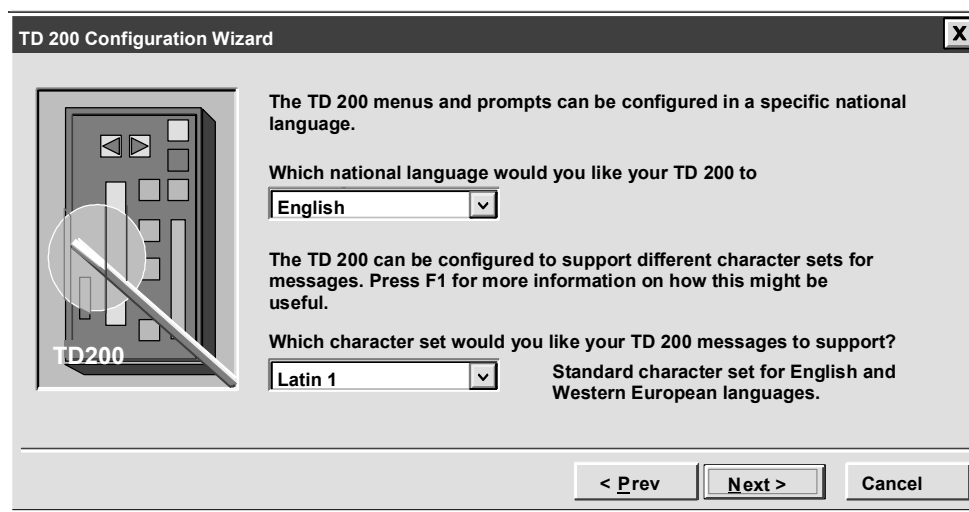 TD 200 Configuration Wizard
X
The TD 200 menus and prompts can be configured in a specific national
language.
Which national language would you like your TD 200 to
English
The TD 200 can be configured to support different character sets for
messages. Press F1 for more information on how this might be
useful.
Which character set would you like your TD 200 messages to support?
TD200
Latin 1
Standard character set for English and
Western European languages.
< Prev
Next >
Cancel